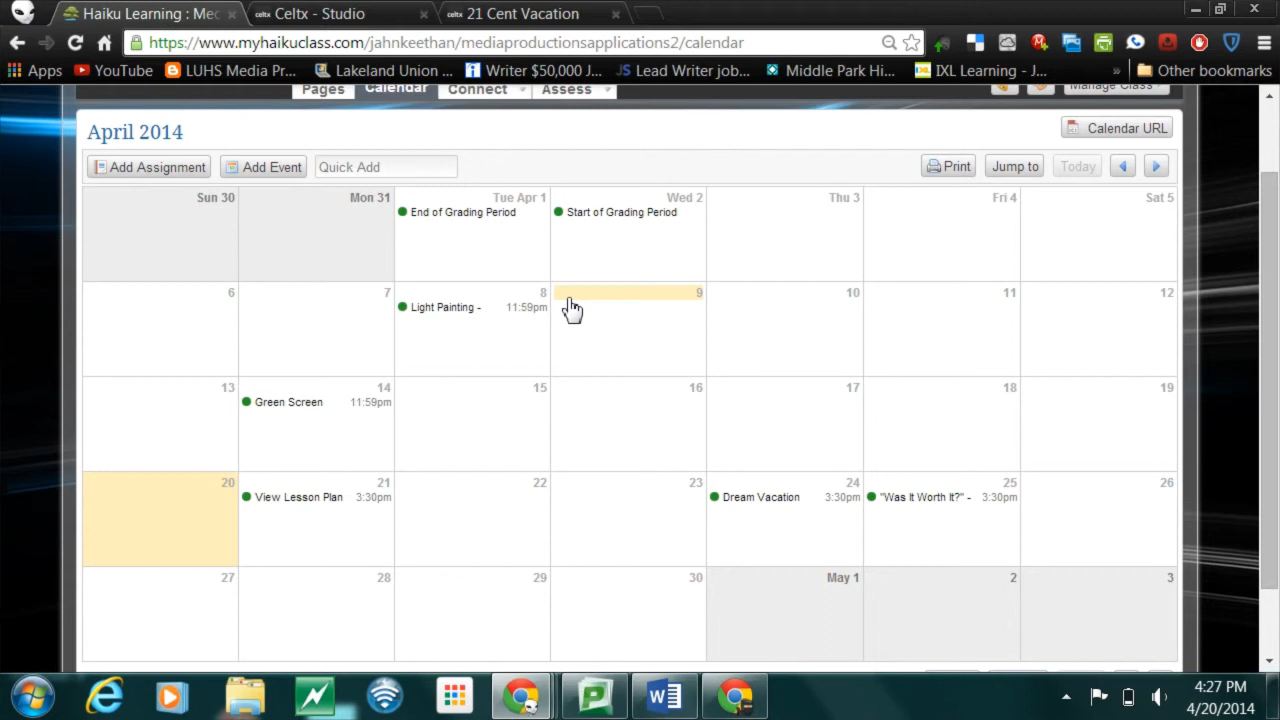 Haiku Learning : Mec
celtx Celtx - Studio
celtx 21 Cent Vacation
https://www.myhaikuclass.com/jahnkeethan/mediaproductionsapplications2/calendar
Apps YouTube LUHS Media Pr... Lakeland Union ... Writer $50,000 J... JS Lead Writer job... Middle Park Hi... IXL Learning - J... » Other bookmarks
Pages Calendar Connect Assess Manage Class
April 2014 Calendar URL
Add Assignment Add Event Quick Add Print Jump to Today
Sun 30 Mon 31 Tue Apr 1 Wed 2 Thu 3 Fri 4 Sat 5
End of Grading Period Start of Grading Period
6 7 8 9 10 11 12
Light Painting - 11:59pm
13 14 15 16 17 18 19
Green Screen 11:59pm
20 21 22 23 24 25 26
View Lesson Plan 3:30pm Dream Vacation 3:30pm "Was It Worth It?" - 3:30pm
27 28 29 30 May 1 2 3
4:27 PM
4/20/2014